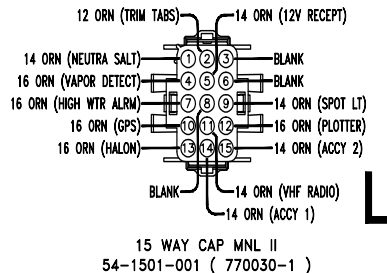 12 ORN (TRIM TABS) 14 ORN (12V RECEPT)
14 ORN (NEUTRA SALT) 1 2 3 BLANK
16 ORN (VAPOR DETECT) 4 5 6 BLANK
16 ORN (HIGH WTR ALRM) 7 8 9 14 ORN (SPOT LT)
16 ORN (GPS) 10 11 12 16 ORN (PLOTTER)
16 ORN (HALON) 13 14 15 14 ORN (ACCY 2)
BLANK 14 ORN (VHF RADIO)
14 ORN (ACCY 1)
L
15 WAY CAP MNL II
54-1501-001 ( 770030-1 )